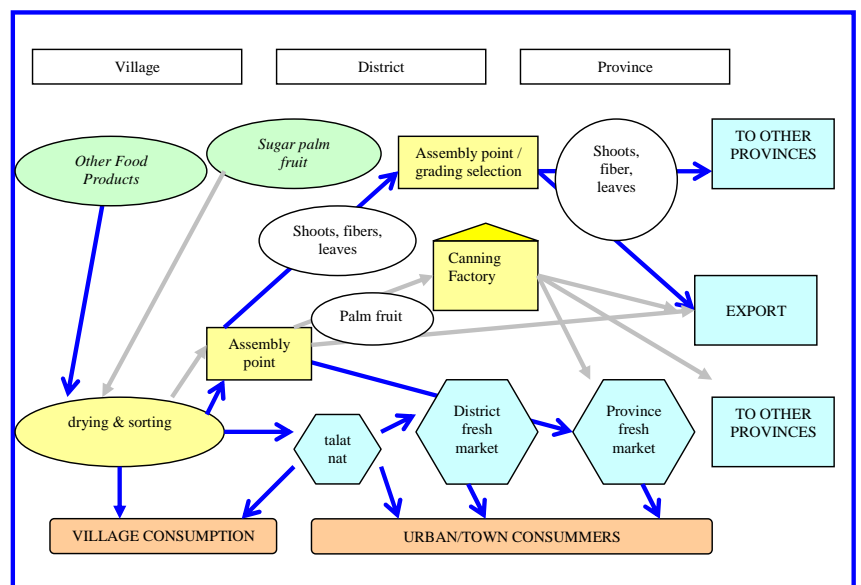 Village
District
Province
Other Food
Products
Sugar palm
fruit
Assembly point /
grading selection
Shoots,
fiber,
leaves
TO OTHER
PROVINCES
Shoots, fibers,
leaves
Canning
Factory
Palm fruit
EXPORT
Assembly
point
drying & sorting
talat
nat
District
fresh
market
Province
fresh
market
TO OTHER
PROVINCES
VILLAGE CONSUMPTION
URBAN/TOWN CONSUMMERS